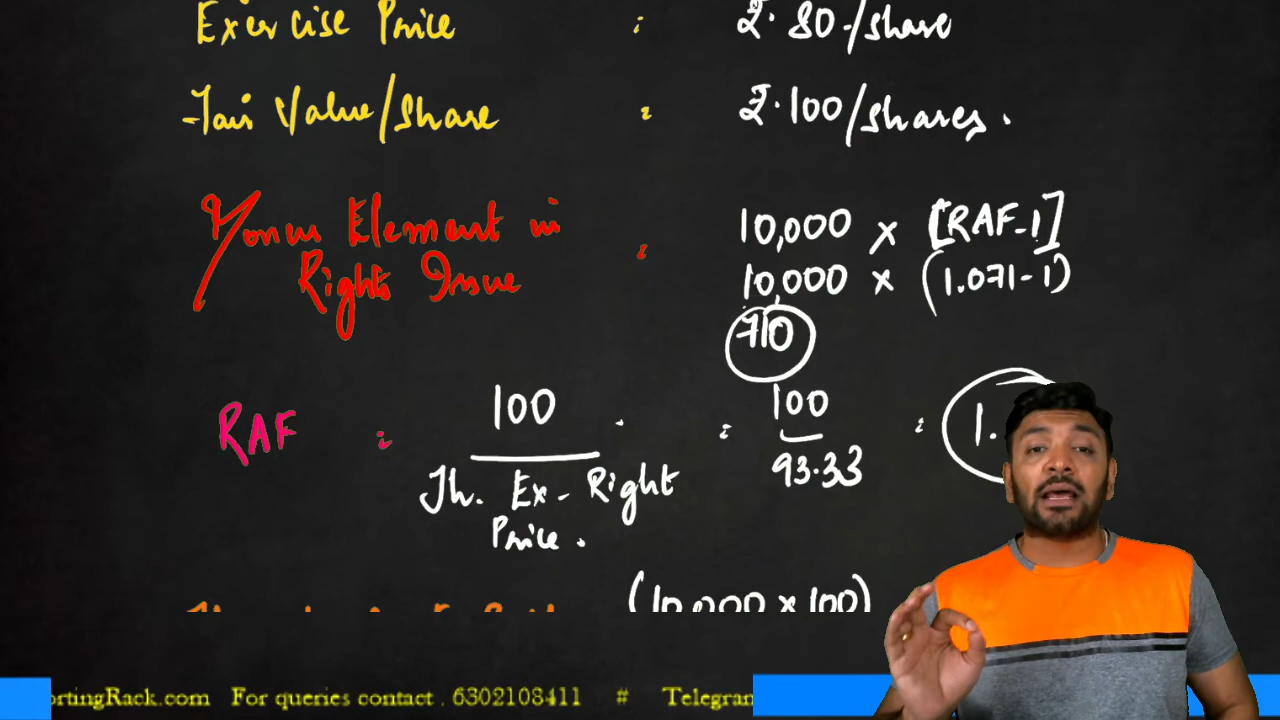 Exercise Price : ₹. 80/share
Fair Value/Share : ₹. 100/shares.
Bonus Element in 10,000 x [RAF-1]
Rights Issue : 10,000 x (1.071-1)
710
RAF : 100 : 100 : 1.
Th. Ex-Right 93.33
Price.
(10,000 x 100)
ortingRack.com For queries contact . 6302108411 # Telegram